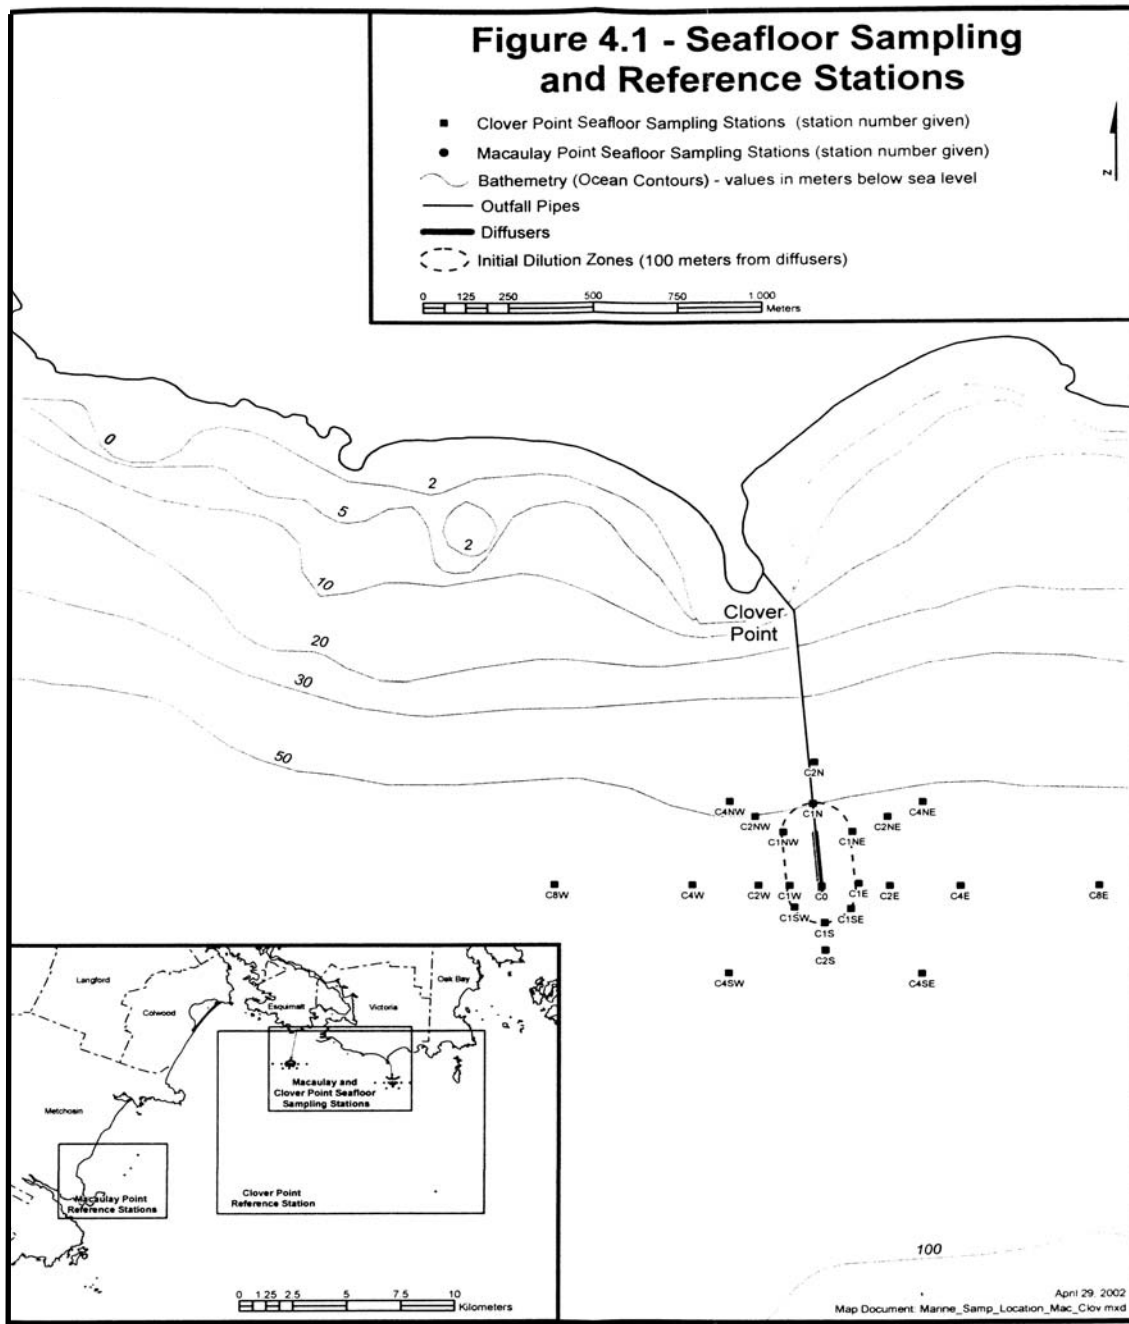 Figure 4.1 - Seafloor Sampling
and Reference Stations
Clover Point Seafloor Sampling Stations (station number given)
Macaulay Point Seafloor Sampling Stations (station number given)
Bathemetry (Ocean Contours) - values in meters below sea level
Outfall Pipes
Diffusers
Initial Dilution Zones (100 meters from diffusers)
0 125 250 500 750 1 000
Meters
N
0
2
5
2
10
Clover
Point
20
30
50
C2N
C4NW
C1N
C4NE
C2NW
C2NE
C1NW
C1NE
C8W
C4W
C2W
C1W
C0
C1E
C2E
C4E
C8E
C1SW
C1SE
C1S
C2S
C4SW
C4SE
Langford
Colwood
Esquimalt
Victoria
Oak Bay
Macaulay and
Clover Point Seafloor
Sampling Stations
Metchosin
Macaulay Point
Reference Stations
Clover Point
Reference Station
0 1.25 2.5 5 7.5 10
Kilometers
100
April 29, 2002
Map Document: Marine_Samp_Location_Mac_Clov mxd